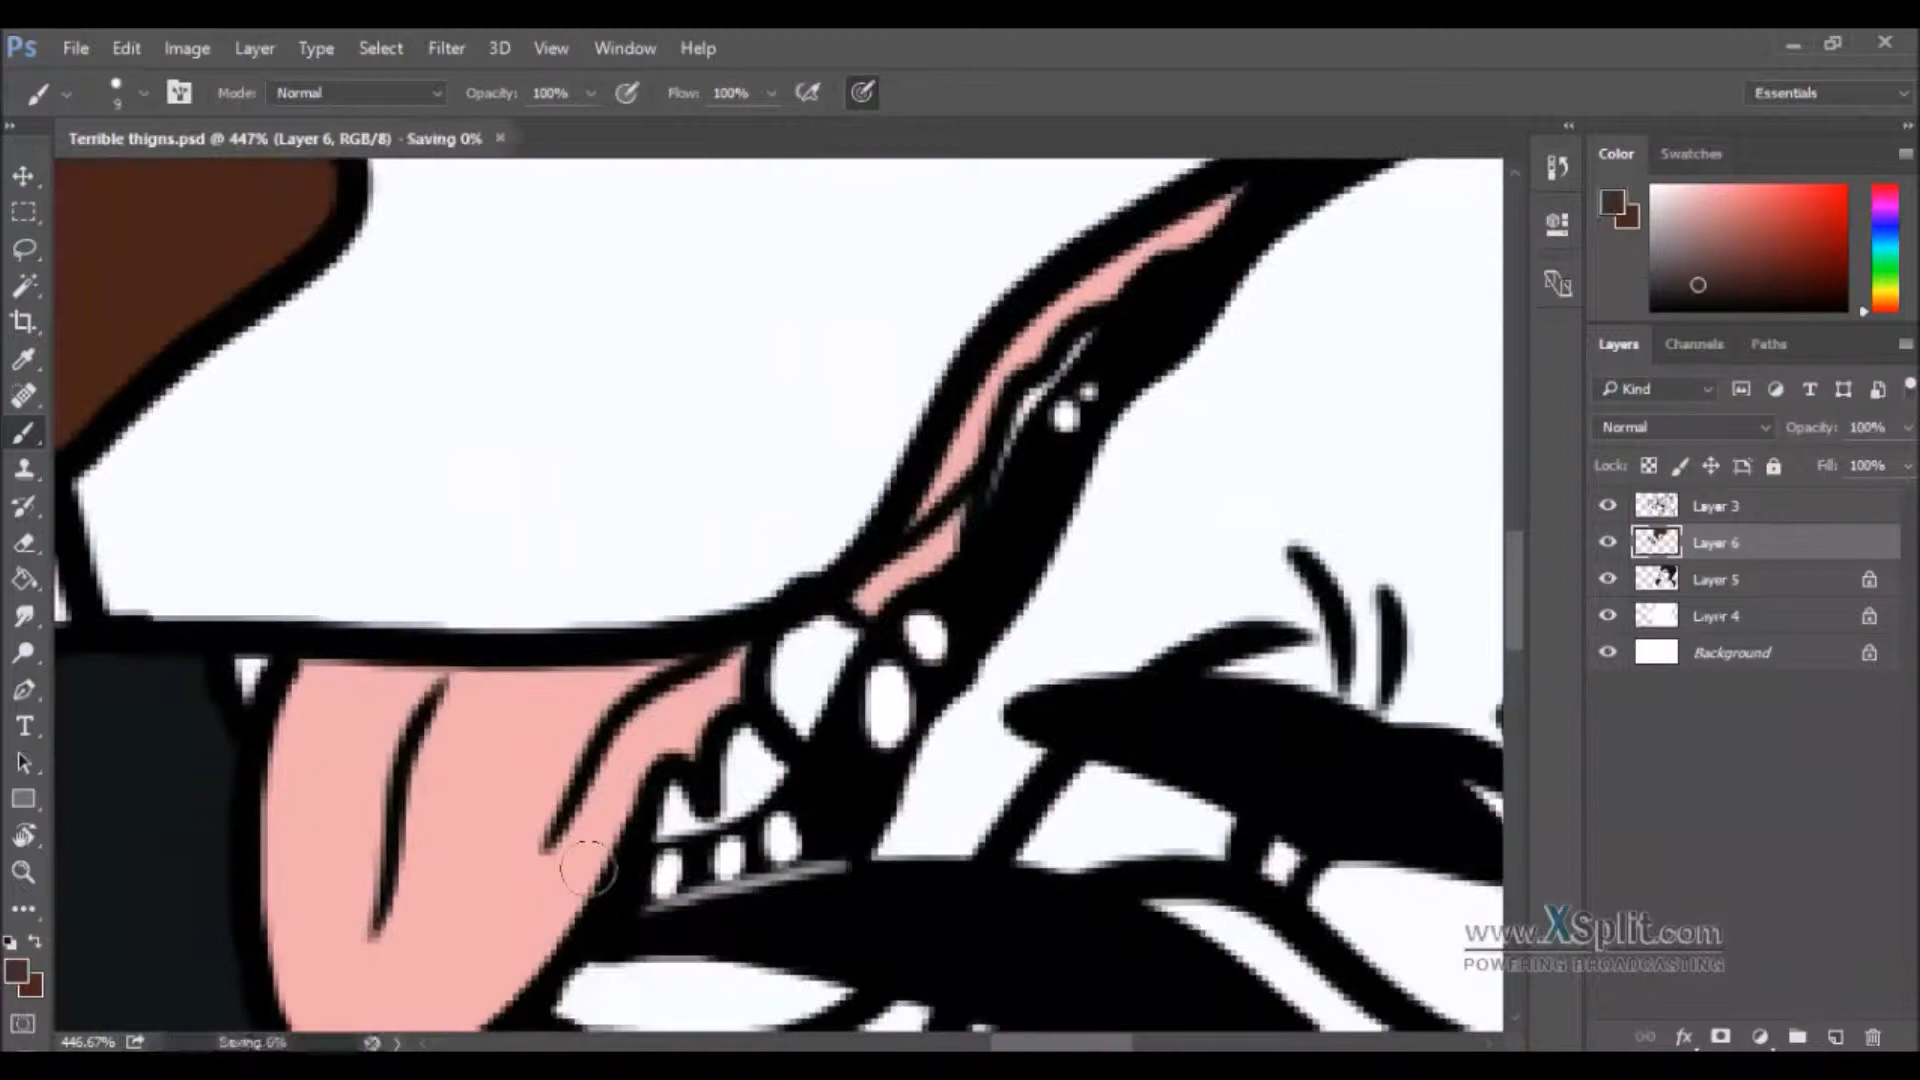 Ps File Edit Image Layer Type Select Filter 3D View Window Help
9 Mode: Normal Opacity: 100% Flow: 100% Essentials
Terrible thigns.psd @ 447% (Layer 6, RGB/8) - Saving 0% ×
Color Swatches
Layers Channels Paths
Kind
Normal Opacity: 100%
Lock: Fill: 100%
Layer 3
Layer 6
Layer 5
Layer 4
Background
www.XSplit.com
POWERING BROADCASTING
446.67% Saving 6%